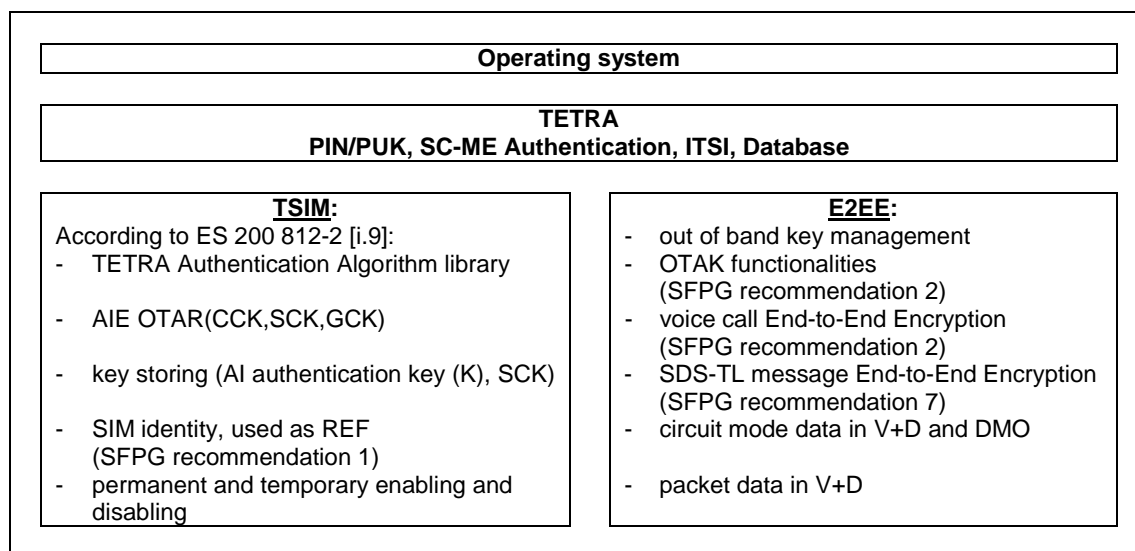 Operating system
TETRA
PIN/PUK, SC-ME Authentication, ITSI, Database
TSIM:
According to ES 200 812-2 [i.9]:
- TETRA Authentication Algorithm library
- AIE OTAR(CCK,SCK,GCK)
- key storing (AI authentication key (K), SCK)
- SIM identity, used as REF
(SFPG recommendation 1)
- permanent and temporary enabling and
disabling
E2EE:
- out of band key management
- OTAK functionalities
(SFPG recommendation 2)
- voice call End-to-End Encryption
(SFPG recommendation 2)
- SDS-TL message End-to-End Encryption
(SFPG recommendation 7)
- circuit mode data in V+D and DMO
- packet data in V+D